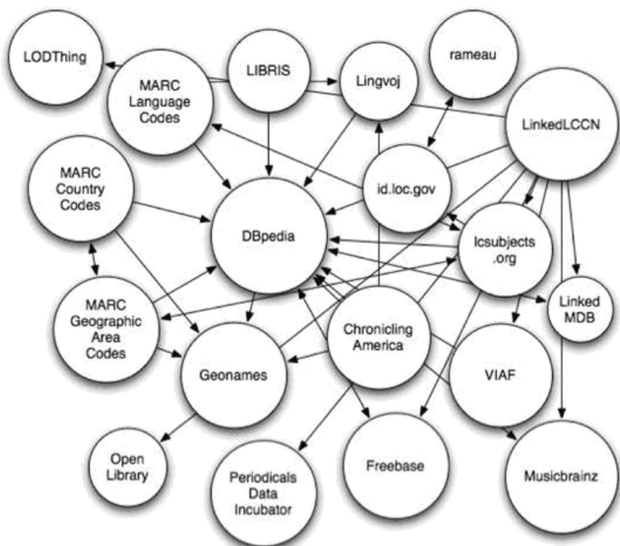 LODThing
MARC
Language
Codes
LIBRIS
Lingvoj
rameau
LinkedLCCN
MARC
Country
Codes
DBpedia
id.loc.gov
lcsubjects
.org
MARC
Geographic
Area
Codes
Geonames
Chronicling
America
VIAF
Linked
MDB
Open
Library
Periodicals
Data
Incubator
Freebase
Musicbrainz